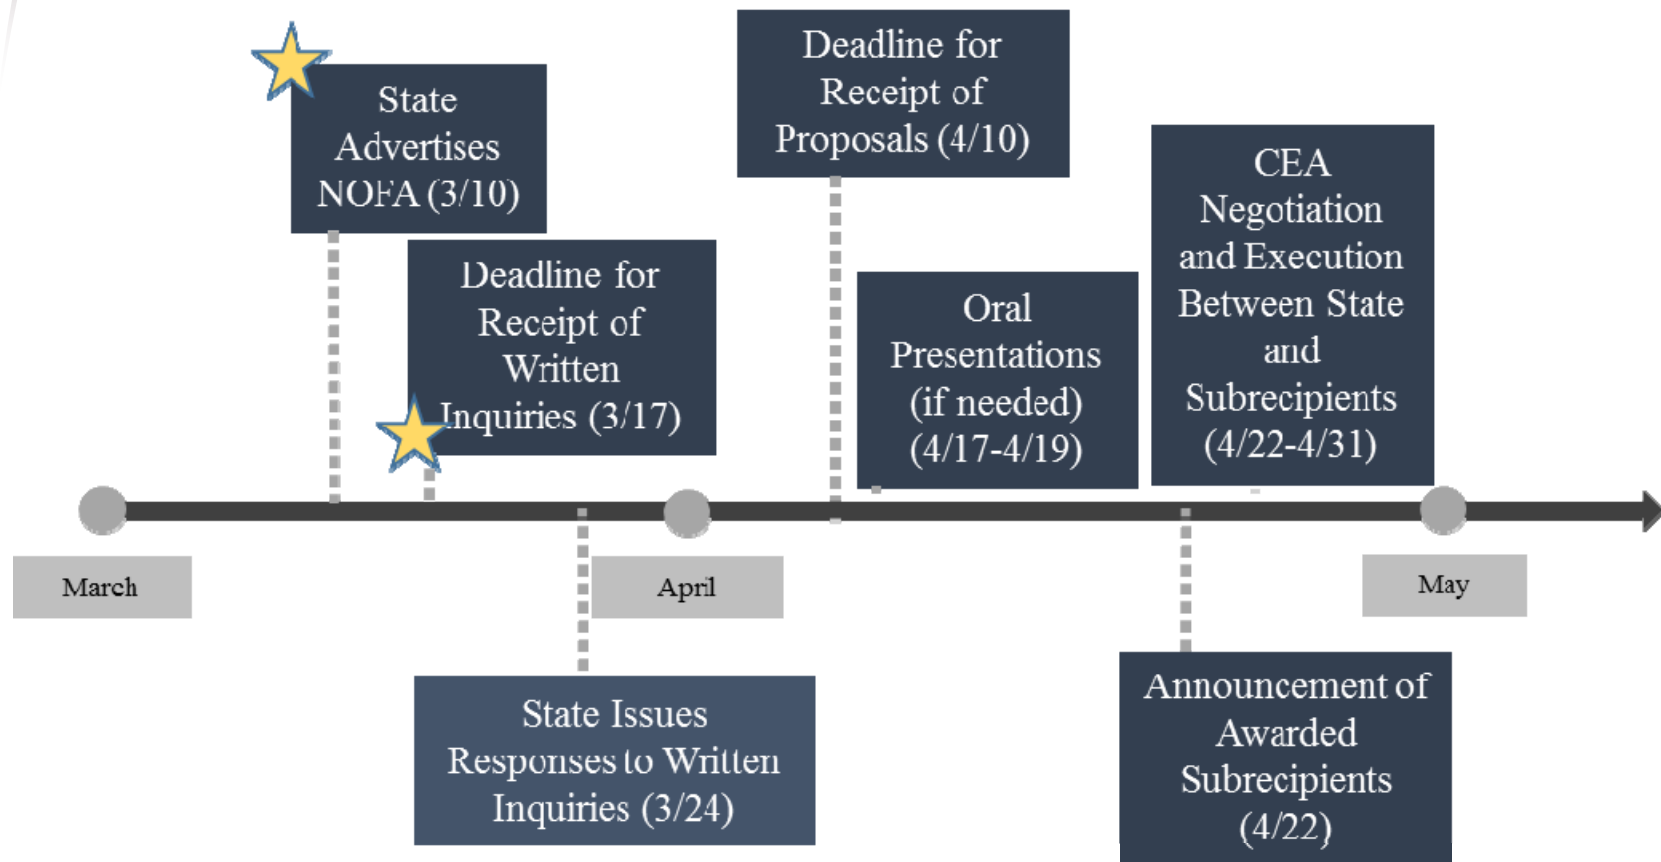 State
Advertises
NOFA (3/10)
Deadline for
Receipt of
Written
Inquiries (3/17)
Deadline for
Receipt of
Proposals (4/10)
Oral
Presentations
(if needed)
(4/17-4/19)
CEA
Negotiation
and Execution
Between State
and
Subrecipients
(4/22-4/31)
March
April
May
State Issues
Responses to Written
Inquiries (3/24)
Announcement of
Awarded
Subrecipients
(4/22)